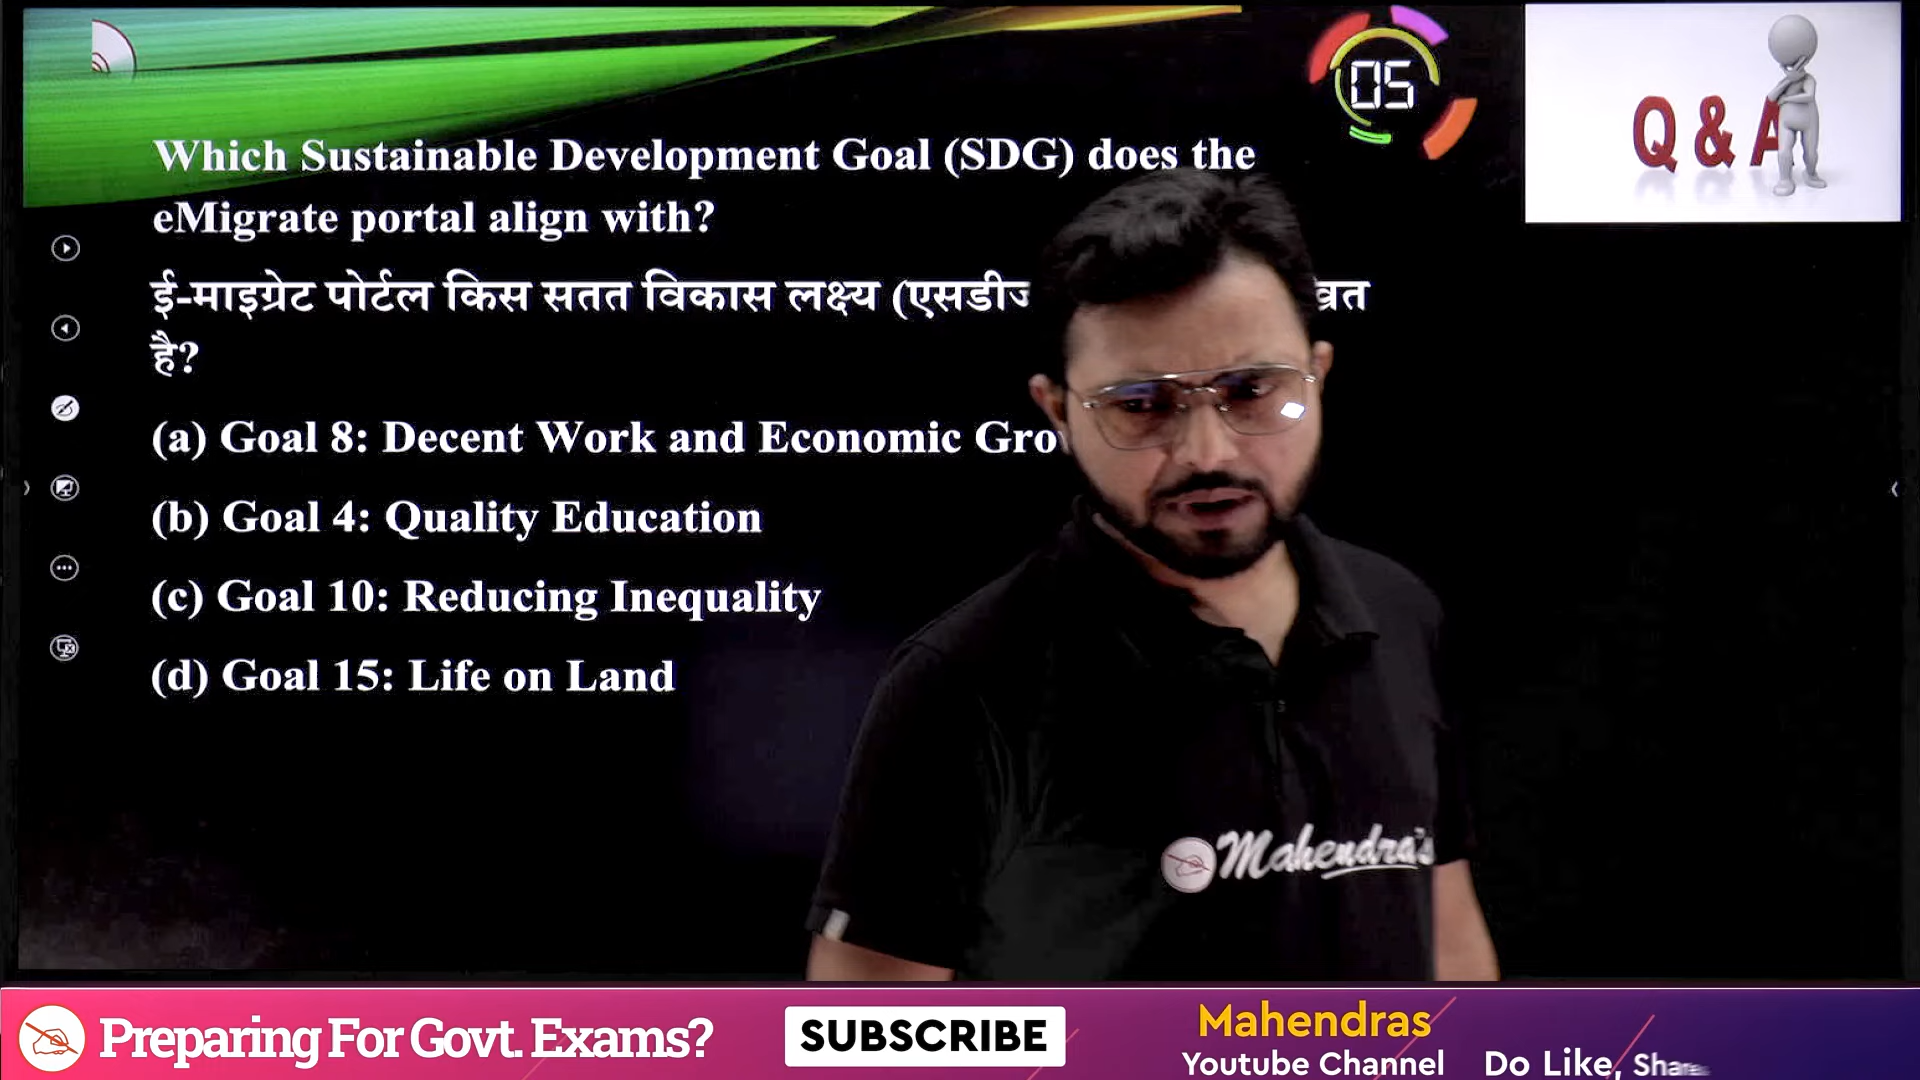 05
Q & A
Which Sustainable Development Goal (SDG) does the
eMigrate portal align with?
ई-माइग्रेट पोर्टल किस सतत विकास लक्ष्य
है?
(a) Goal 8: Decent Work and Economic
(b) Goal 4: Quality Education
(c) Goal 10: Reducing Inequality
(d) Goal 15: Life on Land
Mahendra's
Preparing For Govt. Exams?
SUBSCRIBE
Mahendras
Youtube Channel
Do Like, Share